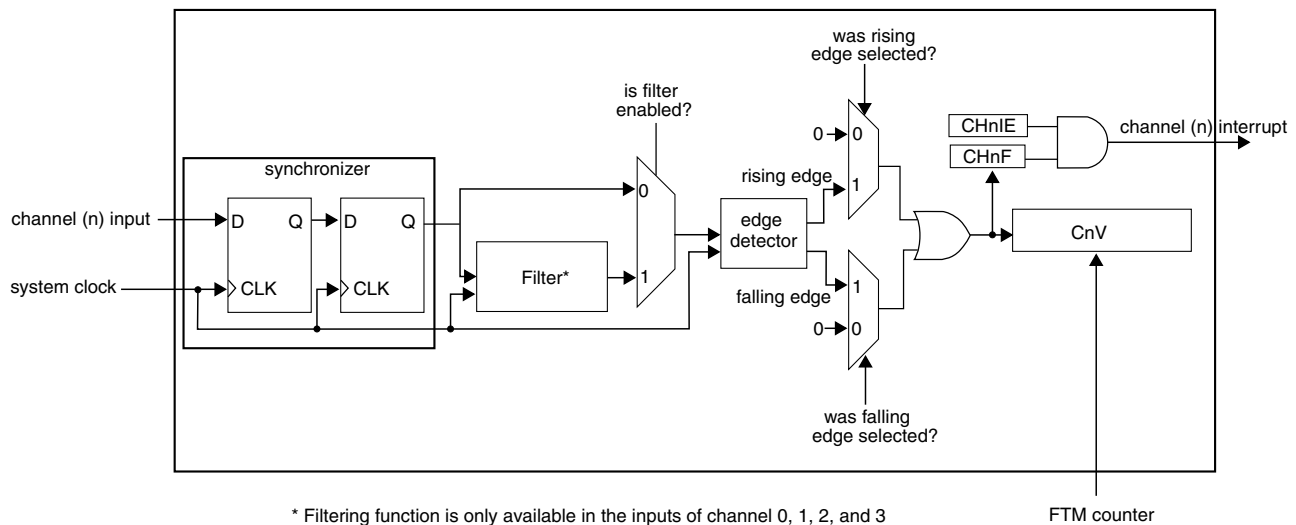 was rising
edge selected?
is filter
enabled?
synchronizer
channel (n) input
system clock
D Q
CLK
D Q
CLK
Filter*
0
1
edge
detector
rising edge
falling edge
0
0
1
1
0
0
was falling
edge selected?
CHnIE
CHnF
channel (n) interrupt
CnV
FTM counter
* Filtering function is only available in the inputs of channel 0, 1, 2, and 3